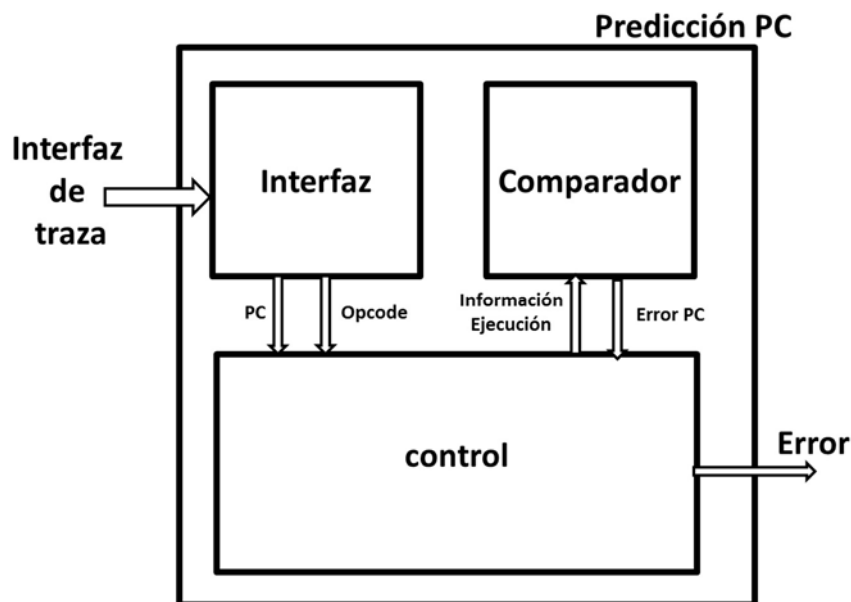 Predicción PC
Interfaz
de
traza
Interfaz
Comparador
PC
Opcode
Información
Ejecución
Error PC
control
Error